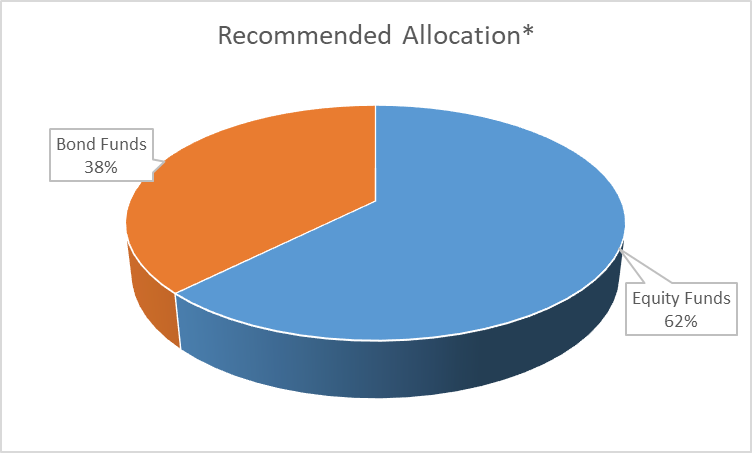 Recommended Allocation*
Bond Funds
38%
Equity Funds
62%